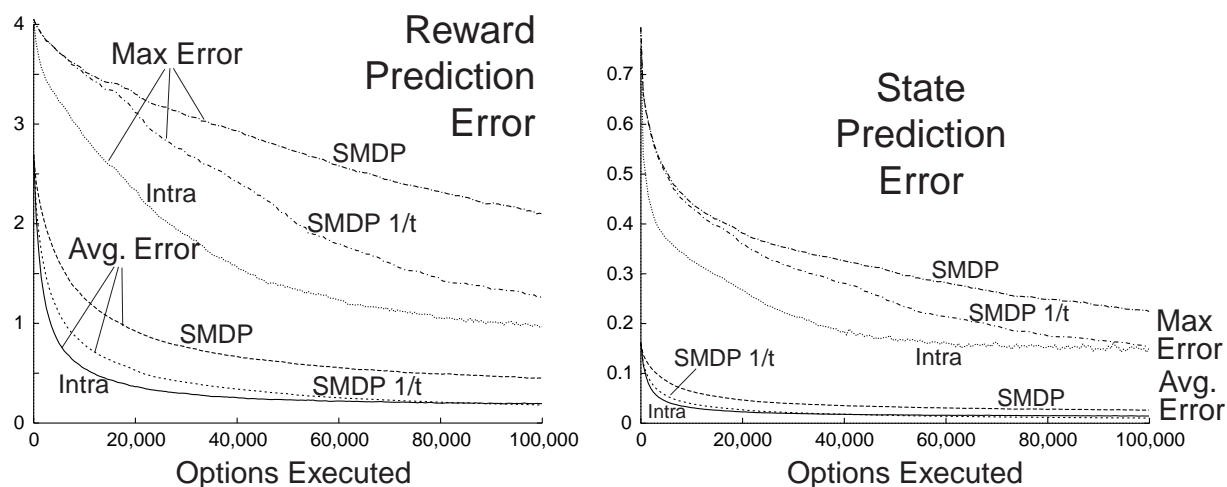 Reward
Prediction
Error
4
3
2
1
0
Max Error
SMDP
Intra
SMDP 1/t
Avg. Error
SMDP
Intra
SMDP 1/t
0 20,000 40,000 60,000 80,000 100,000
Options Executed
State
Prediction
Error
0.7
0.6
0.5
0.4
0.3
0.2
0.1
0
SMDP
SMDP 1/t
Intra
Max
Error
SMDP 1/t
SMDP
Intra
Avg.
Error
0 20,000 40,000 60,000 80,000 100,000
Options Executed